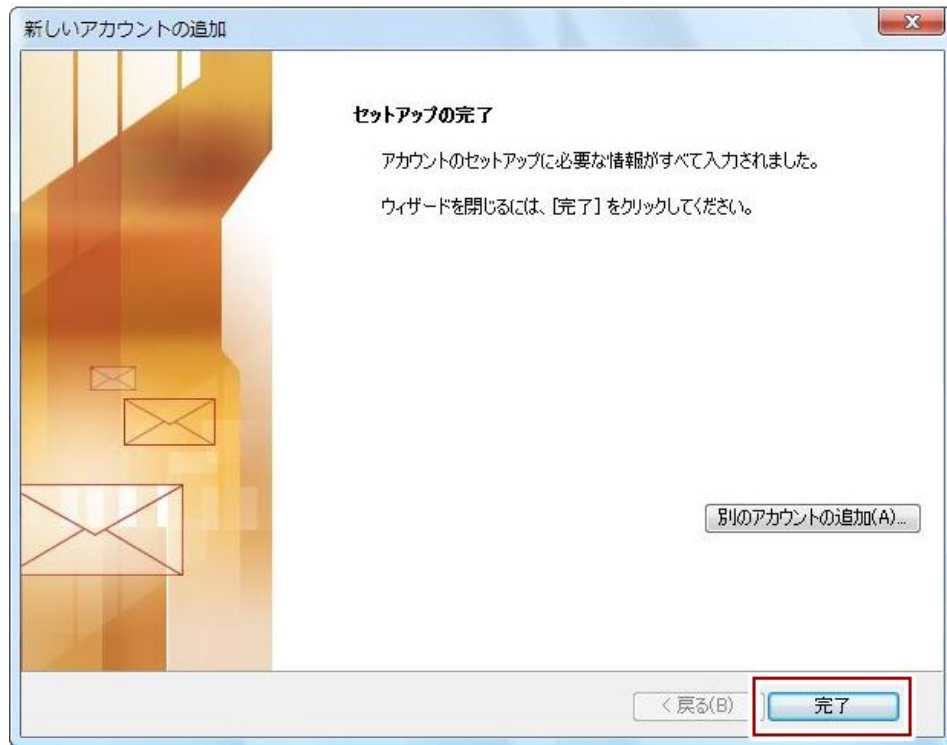 新しいアカウントの追加
セットアップの完了
アカウントのセットアップに必要な情報がすべて入力されました。
ウィザードを閉じるには、[完了] をクリックしてください。
別のアカウントの追加(A)...
< 戻る(B)
完了